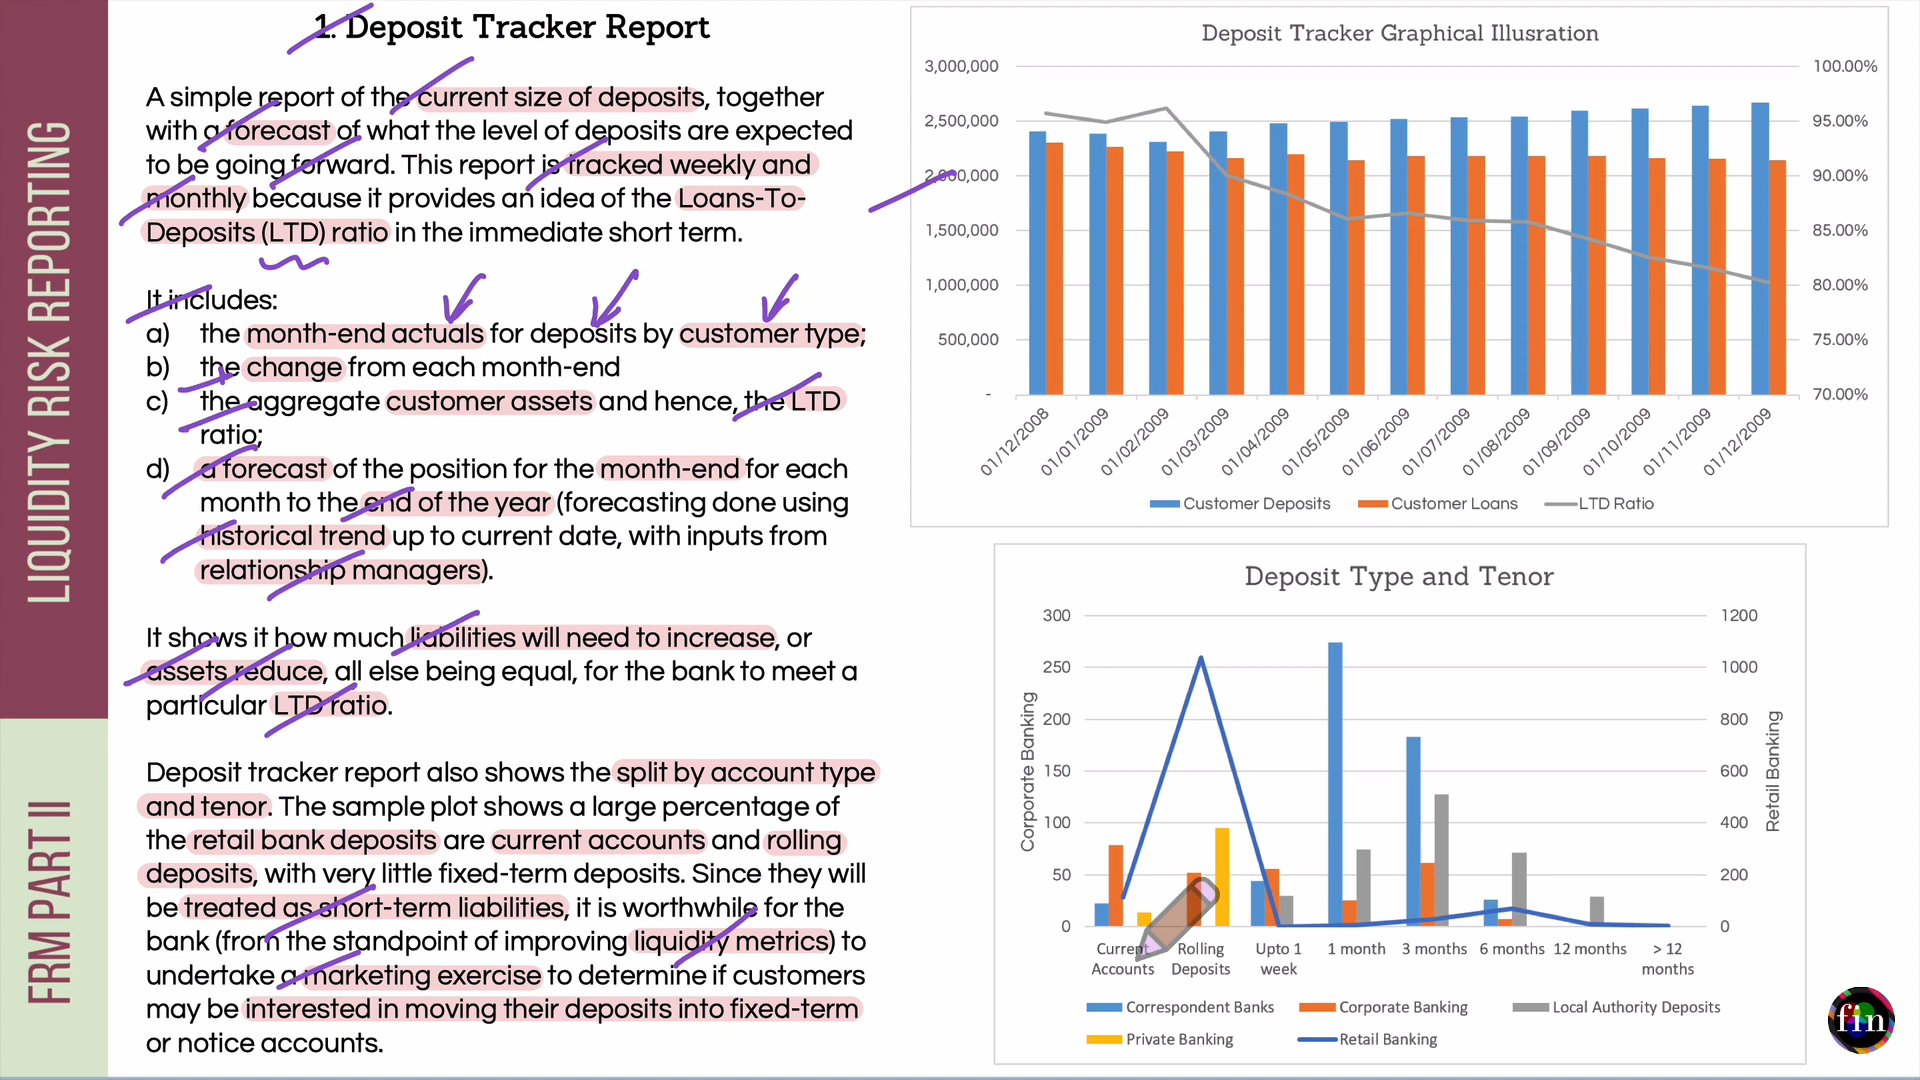 LIQUIDITY RISK REPORTING
FRM PART II
1. Deposit Tracker Report
A simple report of the current size of deposits, together
with a forecast of what the level of deposits are expected
to be going forward. This report is tracked weekly and
monthly because it provides an idea of the Loans-To-
Deposits (LTD) ratio in the immediate short term.
It includes:
a) the month-end actuals for deposits by customer type;
b) the change from each month-end
c) the aggregate customer assets and hence, the LTD
ratio;
d) a forecast of the position for the month-end for each
month to the end of the year (forecasting done using
historical trend up to current date, with inputs from
relationship managers).
It shows it how much liabilities will need to increase, or
assets reduce, all else being equal, for the bank to meet a
particular LTD ratio.
Deposit tracker report also shows the split by account type
and tenor. The sample plot shows a large percentage of
the retail bank deposits are current accounts and rolling
deposits, with very little fixed-term deposits. Since they will
be treated as short-term liabilities, it is worthwhile for the
bank (from the standpoint of improving liquidity metrics) to
undertake a marketing exercise to determine if customers
may be interested in moving their deposits into fixed-term
or notice accounts.
Deposit Tracker Graphical Illusration
3,000,000 100.00%
2,500,000 95.00%
2,000,000 90.00%
1,500,000 85.00%
1,000,000 80.00%
500,000 75.00%
- 70.00%
01/12/2008 01/01/2009 01/02/2009 01/03/2009 01/04/2009 01/05/2009 01/06/2009 01/07/2009 01/08/2009 01/09/2009 01/10/2009 01/11/2009 01/12/2009
Customer Deposits Customer Loans LTD Ratio
Deposit Type and Tenor
300 1200
250 1000
200 800
150 600
100 400
50 200
0 0
Corporate Banking
Retail Banking
Current Rolling Upto 1 1 month 3 months 6 months 12 months > 12
Accounts Deposits week months
Correspondent Banks Corporate Banking Local Authority Deposits
Private Banking Retail Banking
fin